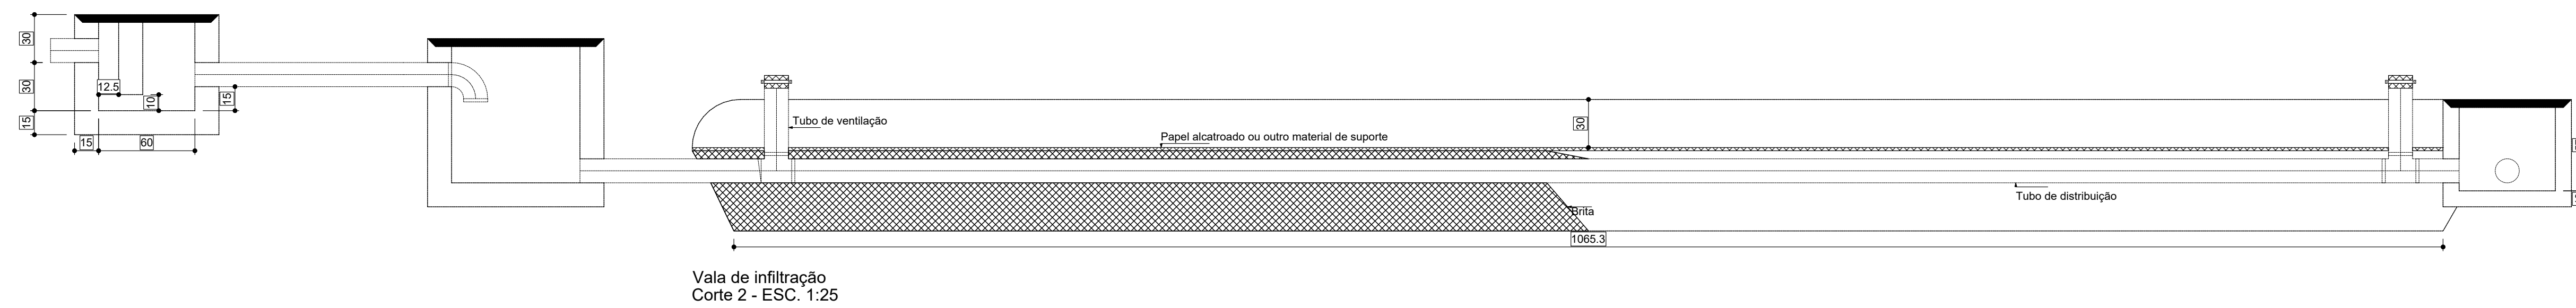 30
30
15
12.5
10
15
15
60
Tubo de ventilação
Papel alcatroado ou outro material de suporte
30
Tubo de distribuição
Brita
1065.3
Vala de infiltração
Corte 2 - ESC. 1:25